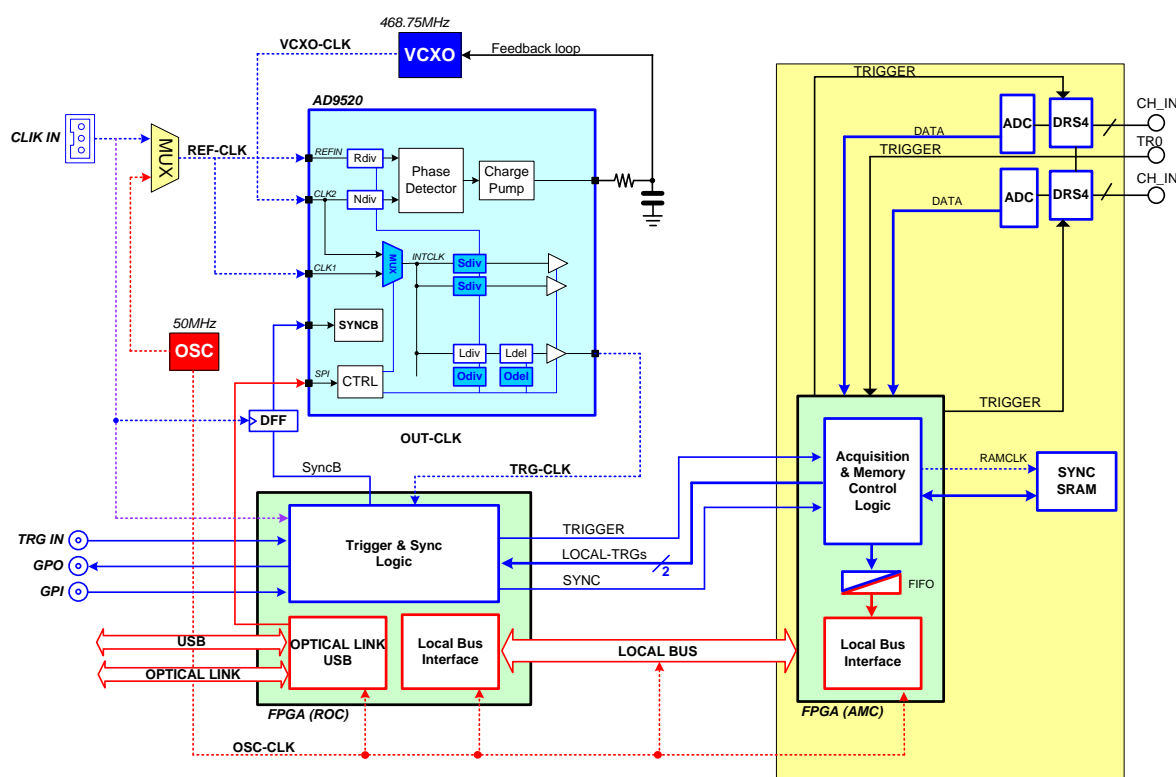 468.75MHz
VCXO-CLK
VCXO
Feedback loop
AD9520
CLIK IN
MUX
REF-CLK
REFIN
Rdiv
Phase
Detector
Charge
Pump
CLK2
Ndiv
CLK1
MUX
INTCLK
Sdiv
Sdiv
SYNCB
50MHz
OSC
SPI
CTRL
Ldiv
Ldel
Odiv
Odel
DFF
OUT-CLK
SyncB
TRG-CLK
TRIGGER
CH_IN
ADC
DRS4
DATA
TRIGGER
TR0
CH_IN
ADC
DRS4
DATA
TRIGGER
Acquisition
& Memory
Control
Logic
RAMCLK
SYNC
SRAM
TRG IN
GPO
GPI
Trigger & Sync
Logic
TRIGGER
LOCAL-TRGs
2
SYNC
FIFO
USB
OPTICAL LINK
OPTICAL LINK
USB
Local Bus
Interface
LOCAL BUS
Local Bus
Interface
FPGA (ROC)
FPGA (AMC)
OSC-CLK